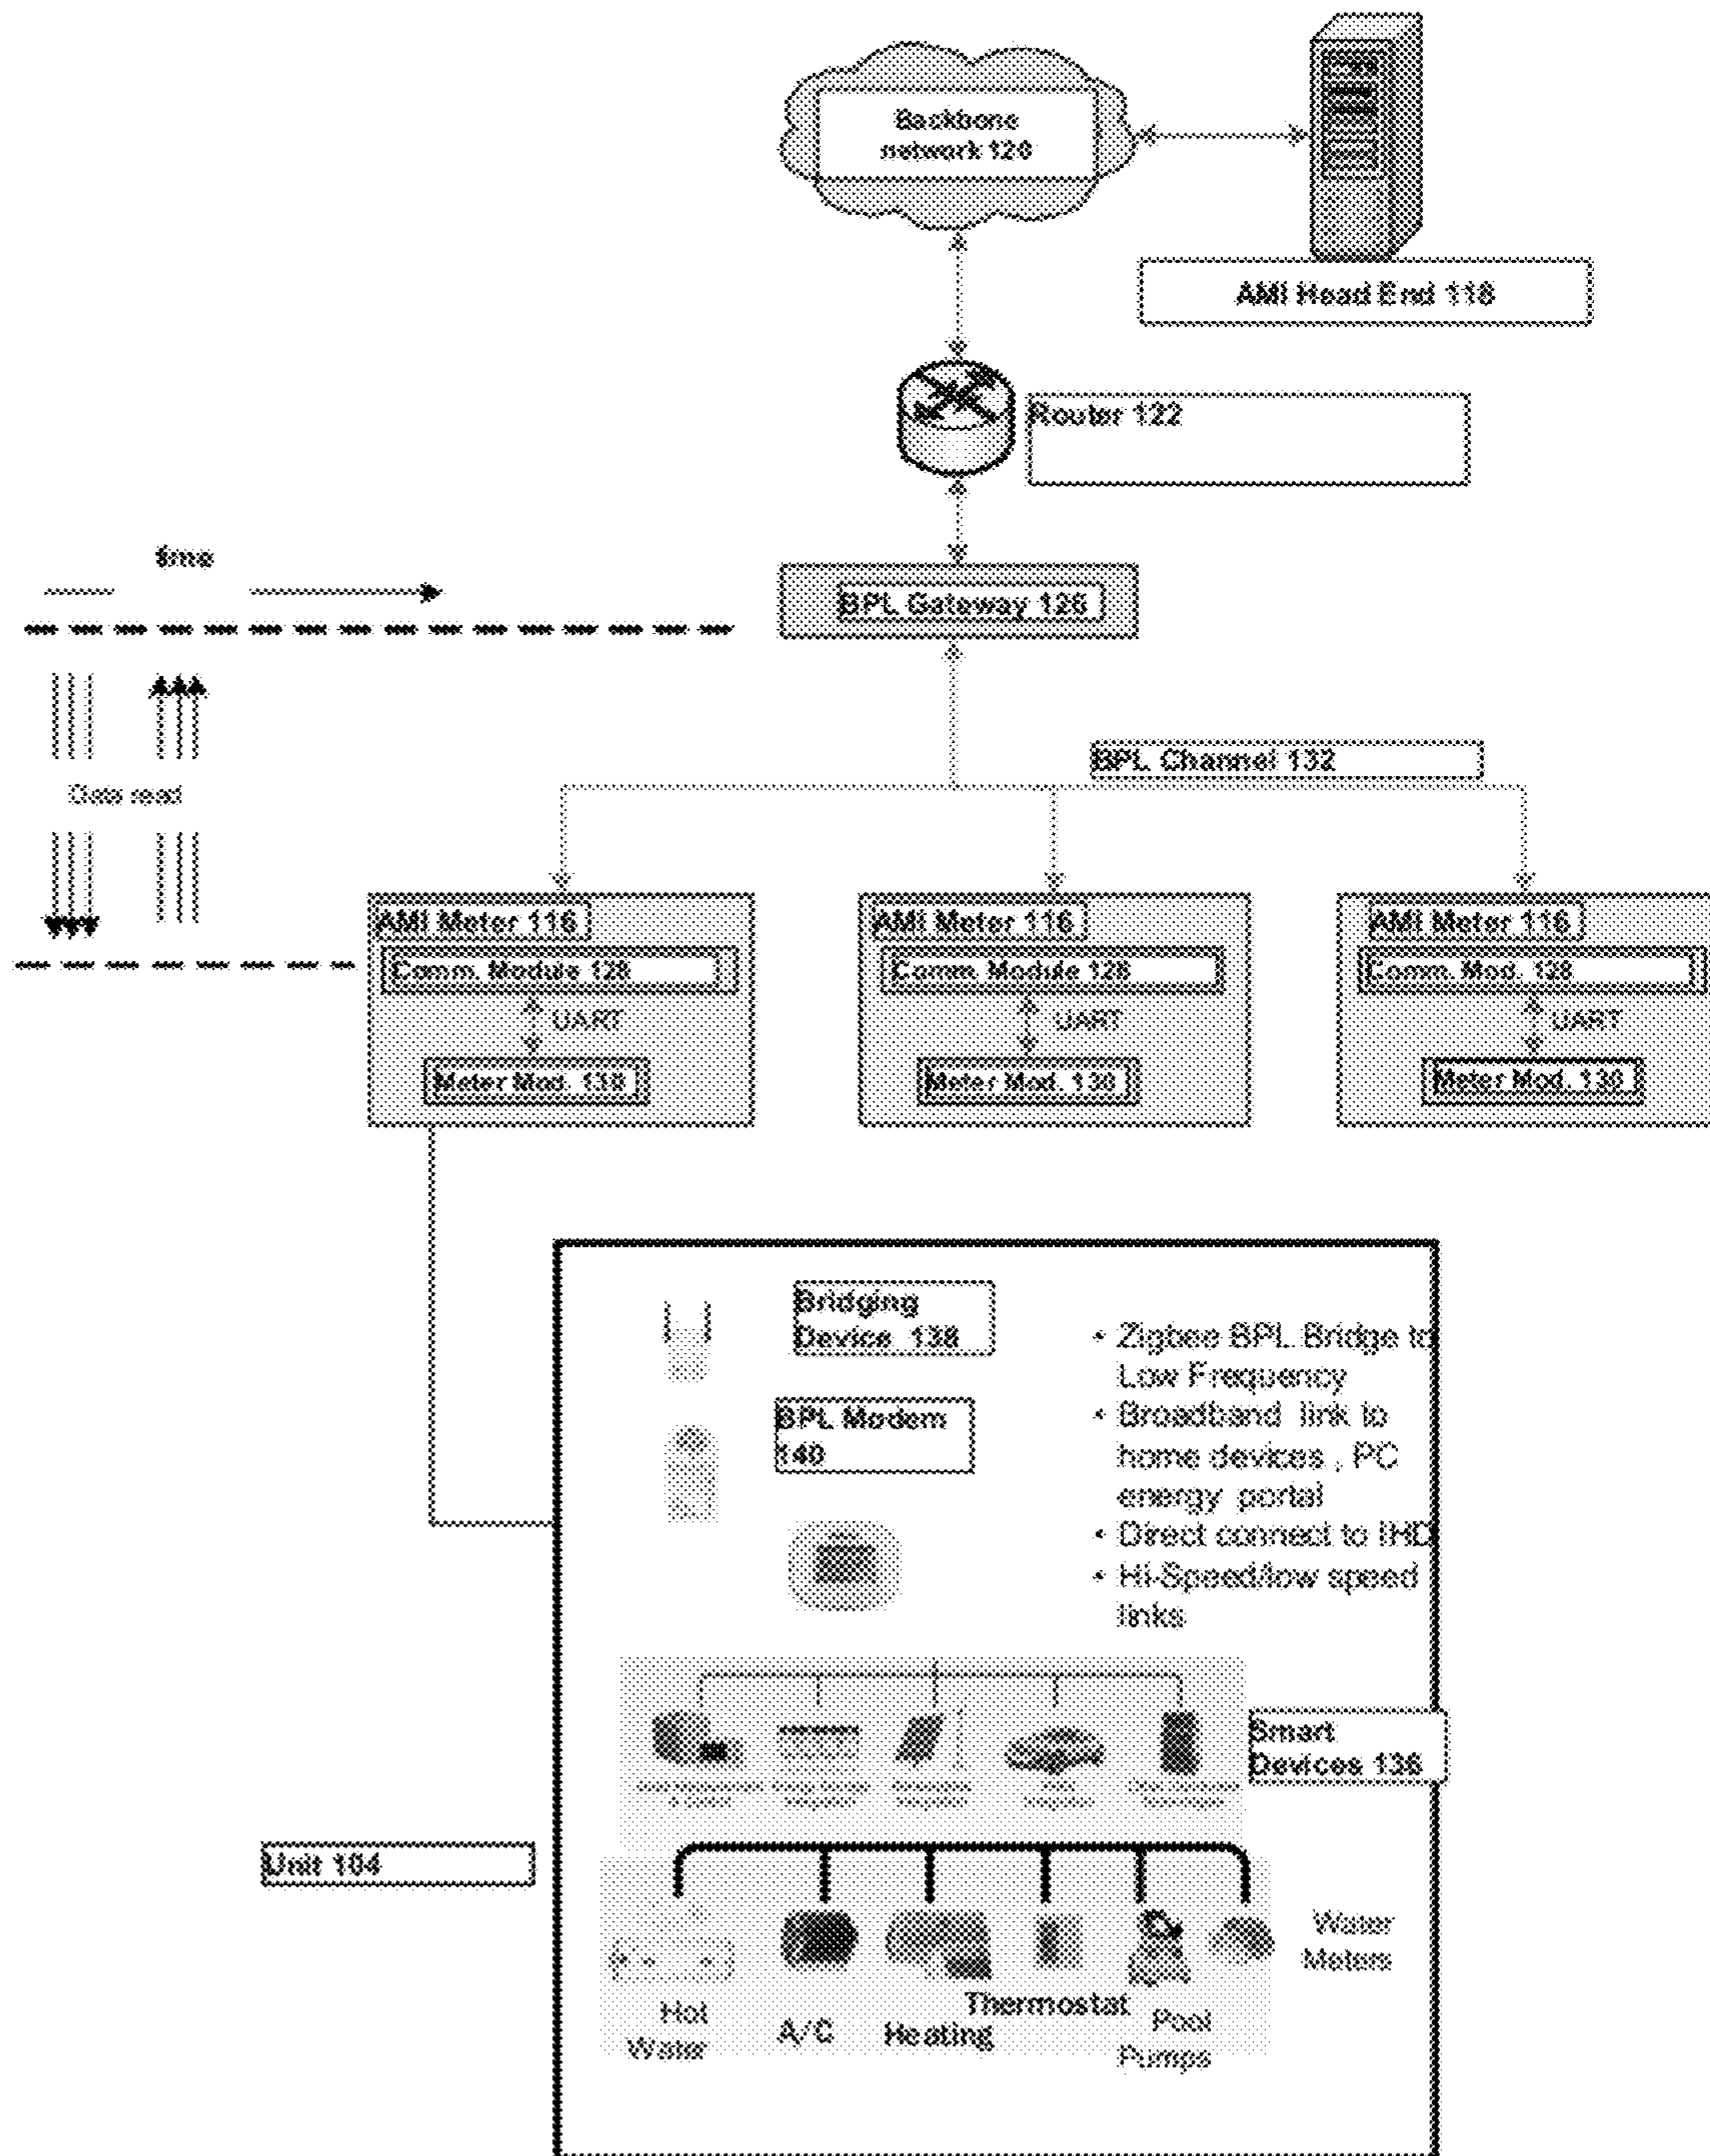 Backbone
network 120
AMI Head End 118
Router 122
time
BPL Gateway 126
BPL Channel 132
Data read
AMI Meter 116
Comm. Module 128
UART
Meter Mod. 130
AMI Meter 116
Comm. Module 128
UART
Meter Mod. 130
AMI Meter 116
Comm. Mod. 128
UART
Meter Mod. 130
Bridging
Device 138
BPL Modem
140
• Zigbee BPL Bridge to
Low Frequency
• Broadband link to
home devices , PC
energy portal
• Direct connect to IHD
• Hi-Speed/low speed
links
Smart
Devices 136
Unit 104
Water
Meters
Hot
Water
A/C
Heating
Thermostat
Pool
Pumps